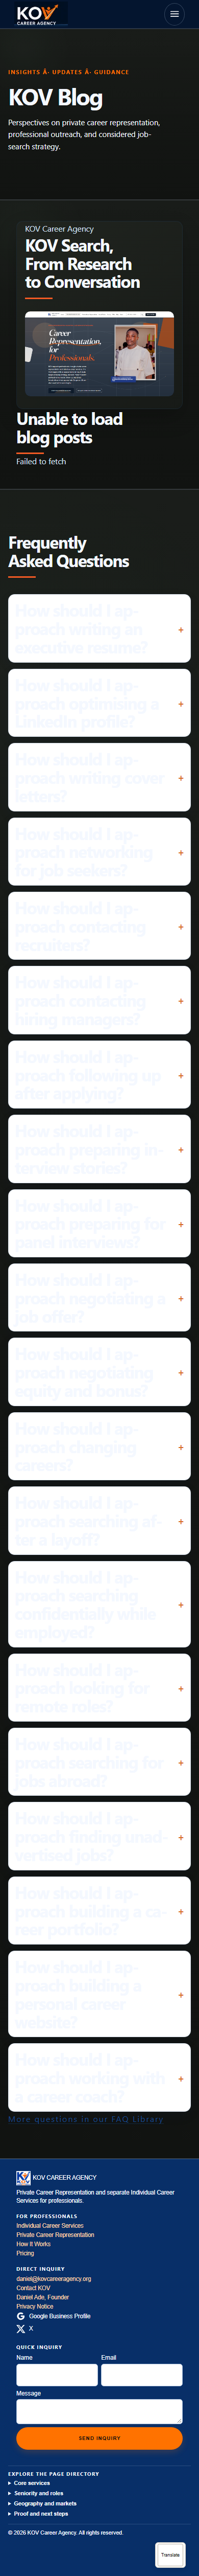 KOV
CAREER AGENCY
INSIGHTS Â· UPDATES Â· GUIDANCE
KOV Blog
Perspectives on private career representation,
professional outreach, and considered job-
search strategy.
KOV Career Agency
KOV Search,
From Research
to Conversation
Career
Representation,
for
Professionals.
Unable to load
blog posts
Failed to fetch
Frequently
Asked Questions
How should I ap-
proach writing an
executive resume?
+
How should I ap-
proach optimising a
LinkedIn profile?
+
How should I ap-
proach writing cover
letters?
+
How should I ap-
proach networking
for job seekers?
+
How should I ap-
proach contacting
recruiters?
+
How should I ap-
proach contacting
hiring managers?
+
How should I ap-
proach following up
after applying?
+
How should I ap-
proach preparing in-
terview stories?
+
How should I ap-
proach preparing for
panel interviews?
+
How should I ap-
proach negotiating a
job offer?
+
How should I ap-
proach negotiating
equity and bonus?
+
How should I ap-
proach changing
careers?
+
How should I ap-
proach searching af-
ter a layoff?
+
How should I ap-
proach searching
confidentially while
employed?
+
How should I ap-
proach looking for
remote roles?
+
How should I ap-
proach searching for
jobs abroad?
+
How should I ap-
proach finding unad-
vertised jobs?
+
How should I ap-
proach building a ca-
reer portfolio?
+
How should I ap-
proach building a
personal career
website?
+
How should I ap-
proach working with
a career coach?
+
More questions in our FAQ Library
KOV CAREER AGENCY
Private Career Representation and separate Individual Career
Services for professionals.
FOR PROFESSIONALS
Individual Career Services
Private Career Representation
How It Works
Pricing
DIRECT INQUIRY
daniel@kovcareeragency.org
Contact KOV
Daniel Ade, Founder
Privacy Notice
Google Business Profile
X
QUICK INQUIRY
Name
Email
Message
SEND INQUIRY
EXPLORE THE PAGE DIRECTORY
Core services
Seniority and roles
Geography and markets
Proof and next steps
© 2026 KOV Career Agency. All rights reserved.
Translate